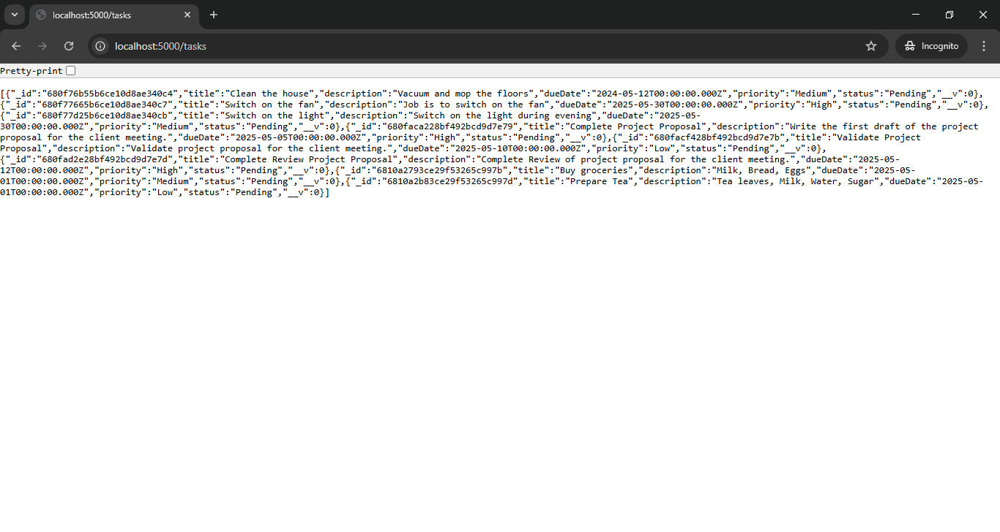 localhost:5000/tasks
localhost:5000/tasks
Incognito
Pretty-print
[{"_id":"680f76b55b6ce10d8ae340c4","title":"Clean the house","description":"Vacuum and mop the floors","dueDate":"2024-05-12T00:00:00.000Z","priority":"Medium","status":"Pending","__v":0},
{"_id":"680f77665b6ce10d8ae340c7","title":"Switch on the fan","description":"Job is to switch on the fan","dueDate":"2025-05-30T00:00:00.000Z","priority":"High","status":"Pending","__v":0},
{"_id":"680f77d25b6ce10d8ae340cb","title":"Switch on the light","description":"Switch on the light during evening","dueDate":"2025-05-
30T00:00:00.000Z","priority":"Medium","status":"Pending","__v":0},{"_id":"680faca228bf492bcd9d7e79","title":"Complete Project Proposal","description":"Write the first draft of the project
proposal for the client meeting.","dueDate":"2025-05-05T00:00:00.000Z","priority":"High","status":"Pending","__v":0},{"_id":"680facf428bf492bcd9d7e7b","title":"Validate Project
Proposal","description":"Validate project proposal for the client meeting.","dueDate":"2025-05-10T00:00:00.000Z","priority":"Low","status":"Pending","__v":0},
{"_id":"680fad2e28bf492bcd9d7e7d","title":"Complete Review Project Proposal","description":"Complete Review of project proposal for the client meeting.","dueDate":"2025-05-
12T00:00:00.000Z","priority":"High","status":"Pending","__v":0},{"_id":"6810a2793ce29f53265c997b","title":"Buy groceries","description":"Milk, Bread, Eggs","dueDate":"2025-05-
01T00:00:00.000Z","priority":"Medium","status":"Pending","__v":0},{"_id":"6810a2b83ce29f53265c997d","title":"Prepare Tea","description":"Tea leaves, Milk, Water, Sugar","dueDate":"2025-05-
01T00:00:00.000Z","priority":"Low","status":"Pending","__v":0}]